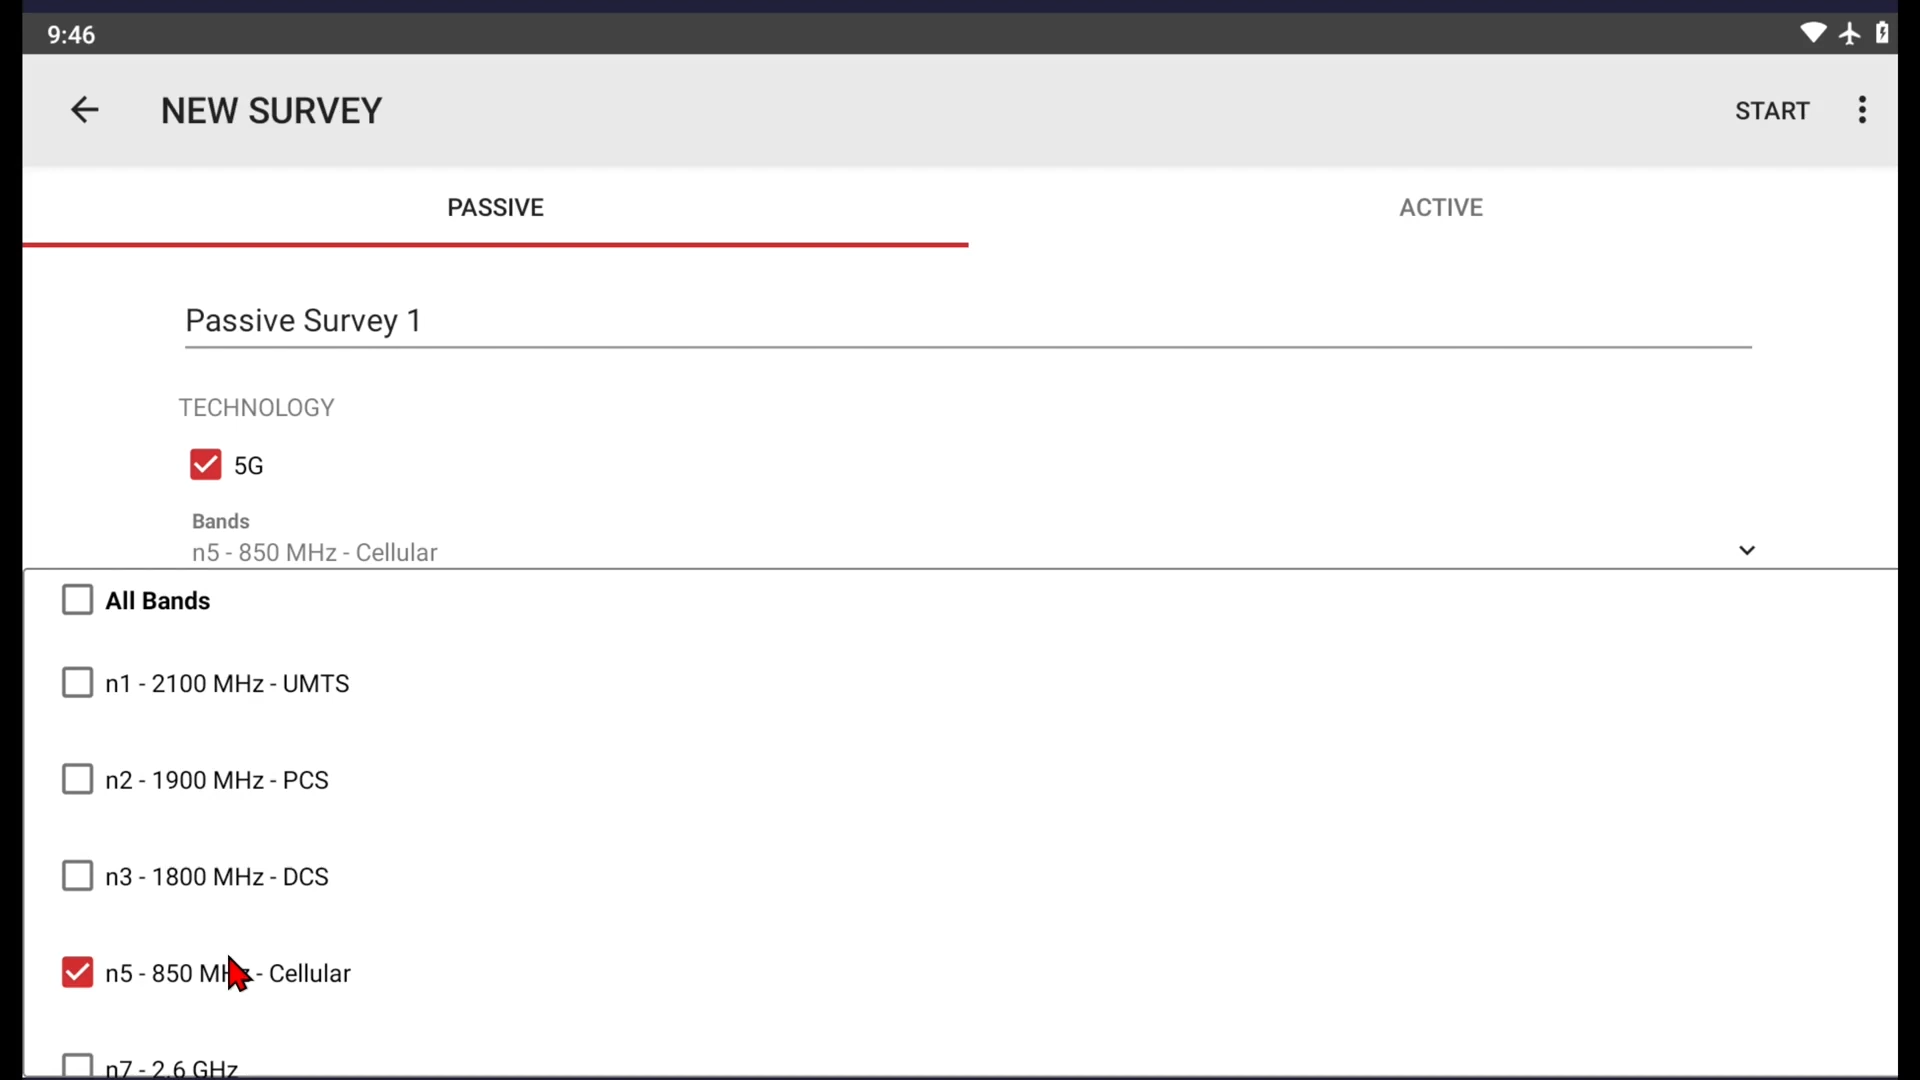 9:46
NEW SURVEY
START
PASSIVE
ACTIVE
Passive Survey 1
TECHNOLOGY
5G
Bands
n5 - 850 MHz - Cellular
All Bands
n1 - 2100 MHz - UMTS
n2 - 1900 MHz - PCS
n3 - 1800 MHz - DCS
n5 - 850 MHz - Cellular
n7 - 2.6 GHz